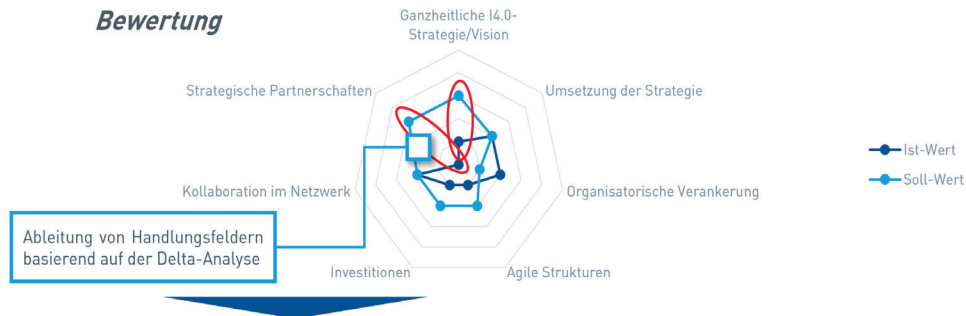 Bewertung
Ganzheitliche I4.0-
Strategie/Vision
Strategische Partnerschaften
Umsetzung der Strategie
Ist-Wert
Soll-Wert
Kollaboration im Netzwerk
Organisatorische Verankerung
Ableitung von Handlungsfeldern
basierend auf der Delta-Analyse
Investitionen
Agile Strukturen